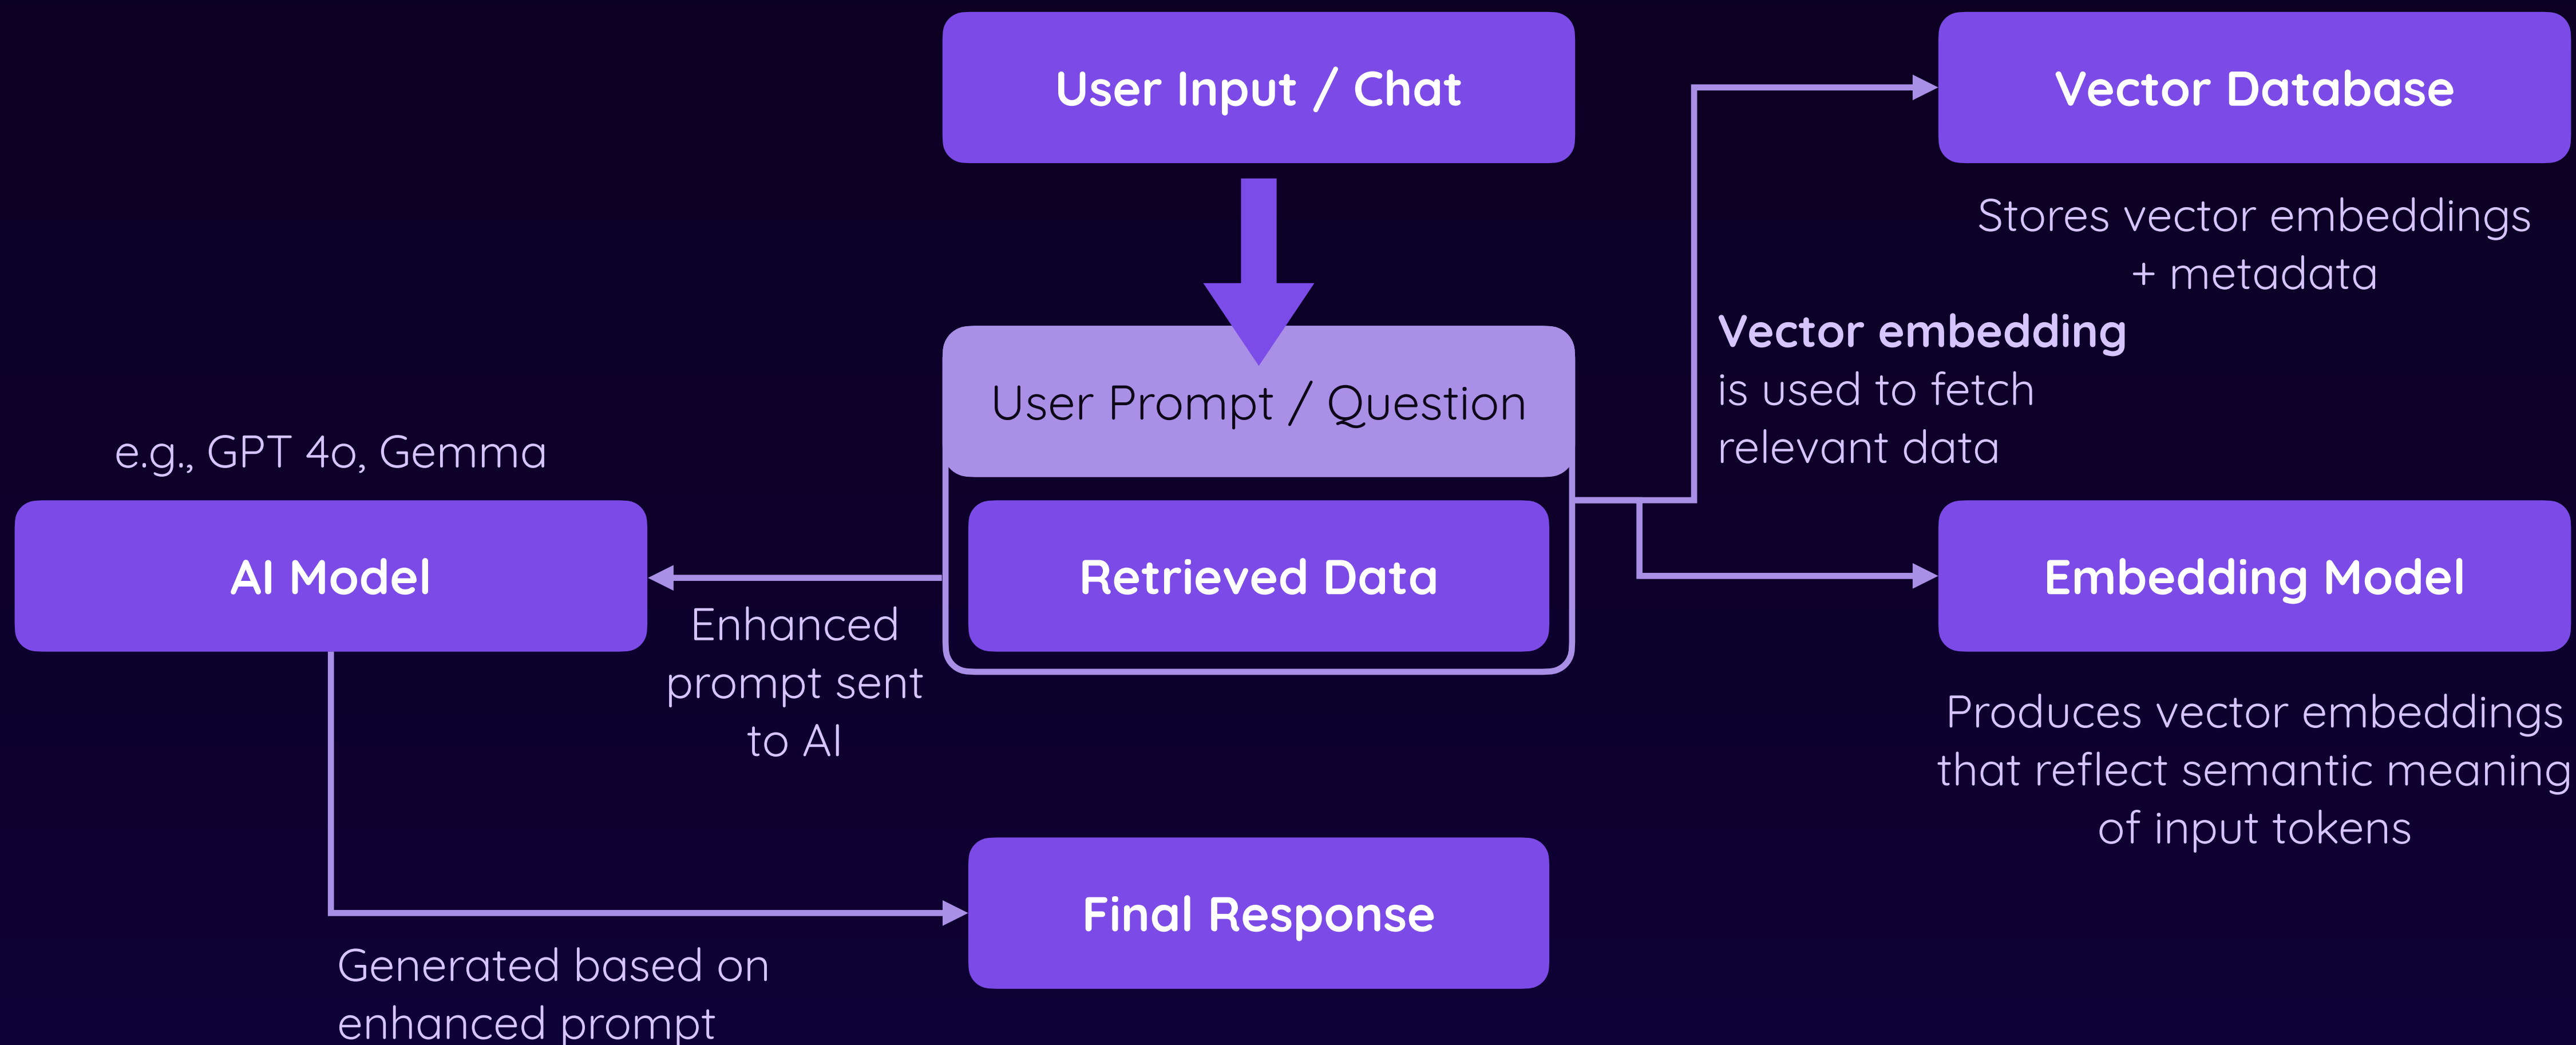 User Input / Chat
Vector Database
Stores vector embeddings
+ metadata
Vector embedding
is used to fetch
relevant data
User Prompt / Question
Retrieved Data
e.g., GPT 4o, Gemma
AI Model
Enhanced
prompt sent
to AI
Embedding Model
Produces vector embeddings
that reflect semantic meaning
of input tokens
Final Response
Generated based on
enhanced prompt